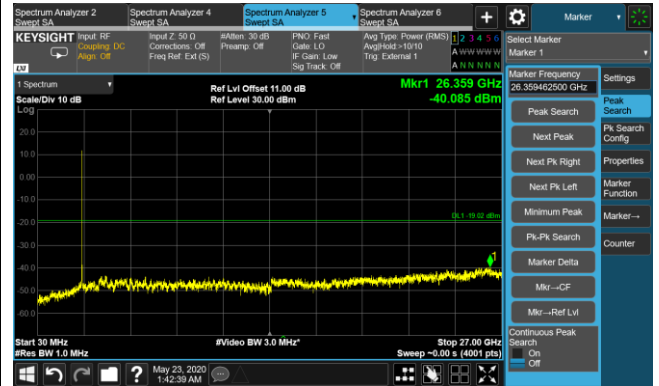 Spectrum Analyzer 2
Swept SA
Spectrum Analyzer 4
Swept SA
Spectrum Analyzer 5
Swept SA
Spectrum Analyzer 6
Swept SA
Marker
KEYSIGHT
Input: RF
Coupling: DC
Align: Off
Input Z: 50 Ω
Corrections: Off
Freq Ref: Ext (S)
#Atten: 30 dB
Preamp: Off
PNO: Fast
Gate: LO
IF Gain: Low
Sig Track: Off
Avg Type: Power (RMS)
Avg|Hold:>10/10
Trig: External 1
1 2 3 4 5 6
A W W W W W
A N N N N N
Select Marker
Marker 1
LXI
1 Spectrum
Scale/Div 10 dB
Ref Lvl Offset 11.00 dB
Ref Level 30.00 dBm
Mkr1 26.359 GHz
-40.085 dBm
Log
20.0
10.0
0.00
-10.0
-20.0
-30.0
-40.0
-50.0
-60.0
DL1 -19.02 dBm
1
Start 30 MHz
#Res BW 1.0 MHz
#Video BW 3.0 MHz*
Stop 27.00 GHz
Sweep ~0.00 s (4001 pts)
Marker Frequency
26.359462500 GHz
Peak Search
Next Peak
Next Pk Right
Next Pk Left
Minimum Peak
Pk-Pk Search
Marker Delta
Mkr→CF
Mkr→Ref Lvl
Continuous Peak
Search
On
Off
Settings
Peak
Search
Pk Search
Config
Properties
Marker
Function
Marker→
Counter
?
May 23, 2020
1:42:39 AM